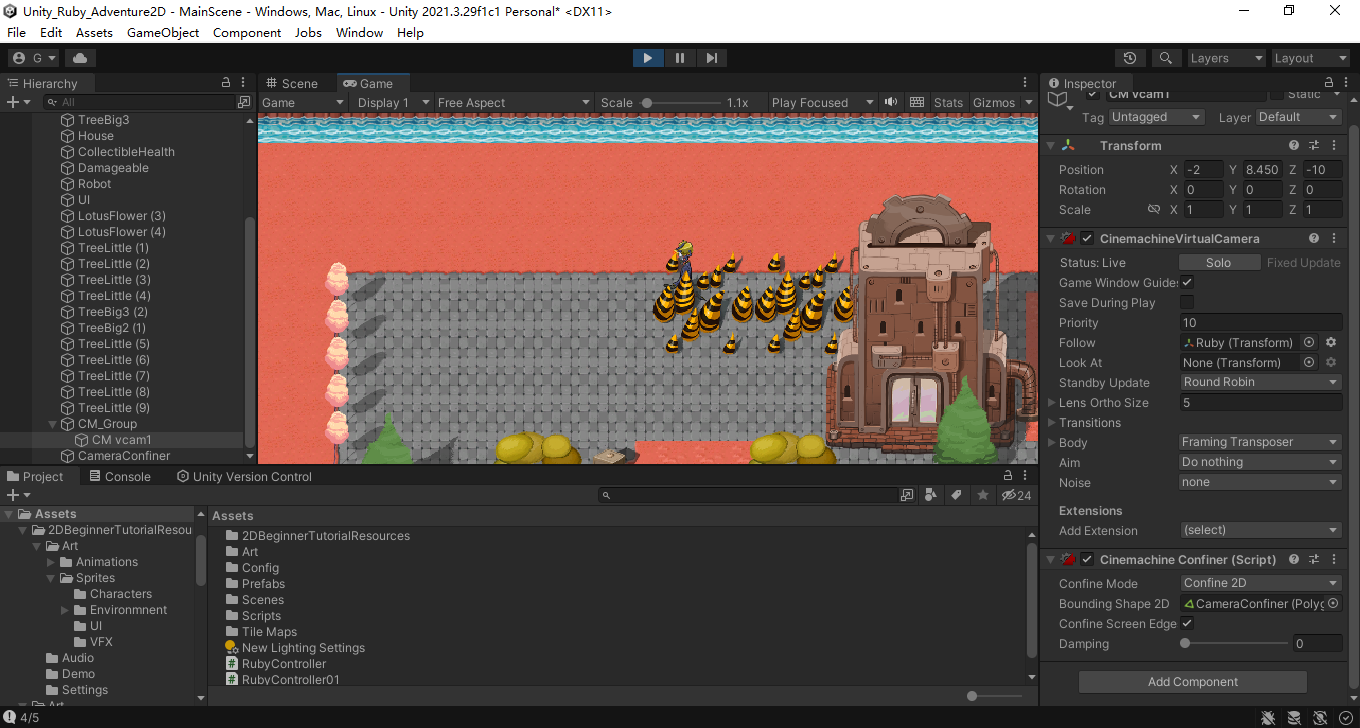 Unity_Ruby_Adventure2D - MainScene - Windows, Mac, Linux - Unity 2021.3.29f1c1 Personal* <DX11>
File Edit Assets GameObject Component Jobs Window Help
G Layers Layout
Hierarchy
All
TreeBig3
House
CollectibleHealth
Damageable
Robot
UI
LotusFlower (3)
LotusFlower (4)
TreeLittle (1)
TreeLittle (2)
TreeLittle (3)
TreeLittle (4)
TreeBig3 (2)
TreeBig2 (1)
TreeLittle (5)
TreeLittle (6)
TreeLittle (7)
TreeLittle (8)
TreeLittle (9)
CM_Group
CM vcam1
CameraConfiner
Scene Game
Game Display 1 Free Aspect Scale 1.1x Play Focused Stats Gizmos
Inspector
CM vcam1 Static
Tag Untagged Layer Default
Transform
Position X -2 Y 8.450 Z -10
Rotation X 0 Y 0 Z 0
Scale X 1 Y 1 Z 1
CinemachineVirtualCamera
Status: Live Solo Fixed Update
Game Window Guides
Save During Play
Priority 10
Follow Ruby (Transform)
Look At None (Transform)
Standby Update Round Robin
Lens Ortho Size 5
Transitions
Body Framing Transposer
Aim Do nothing
Noise none
Extensions
Add Extension (select)
Cinemachine Confiner (Script)
Confine Mode Confine 2D
Bounding Shape 2D CameraConfiner (Polyg
Confine Screen Edge
Damping 0
Add Component
Project Console Unity Version Control
24
Assets
2DBeginnerTutorialResou
Art
Animations
Sprites
Characters
Environmnent
UI
VFX
Audio
Demo
Settings
Art
Assets
2DBeginnerTutorialResources
Art
Config
Prefabs
Scenes
Scripts
Tile Maps
New Lighting Settings
RubyController
RubyController01
4/5